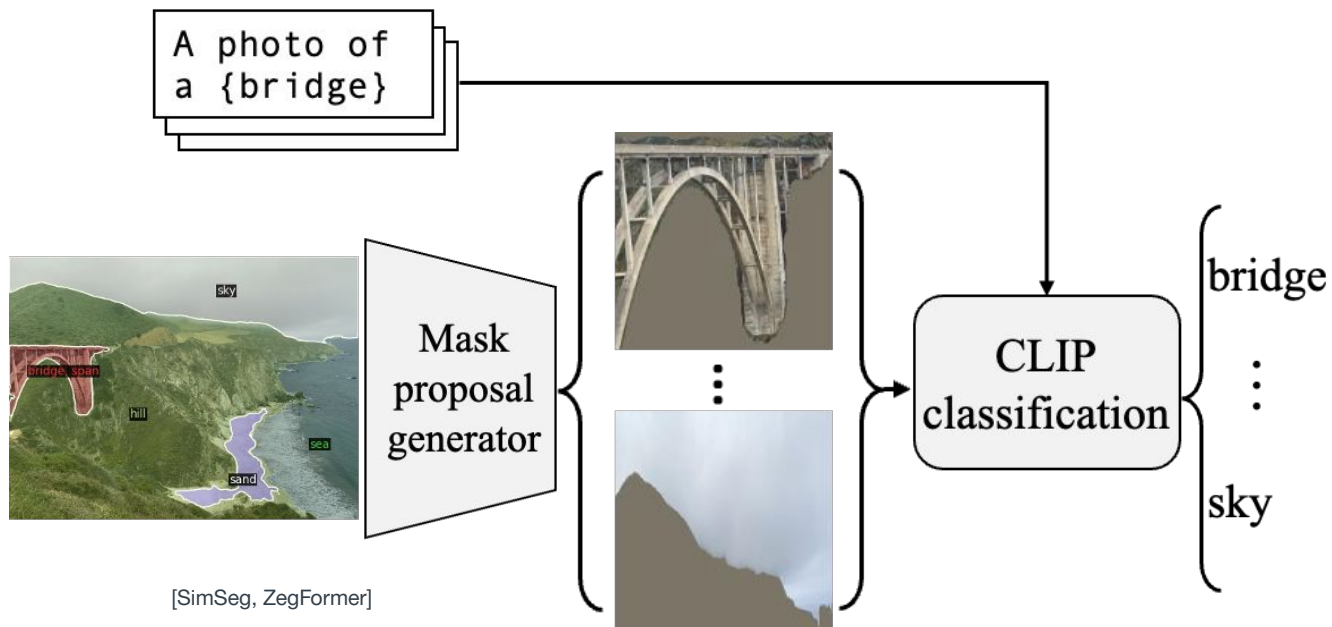 A photo of
a {bridge}
sky
bridge span
hill
sea
sand
Mask
proposal
generator
CLIP
classification
bridge
sky
[SimSeg, ZegFormer]